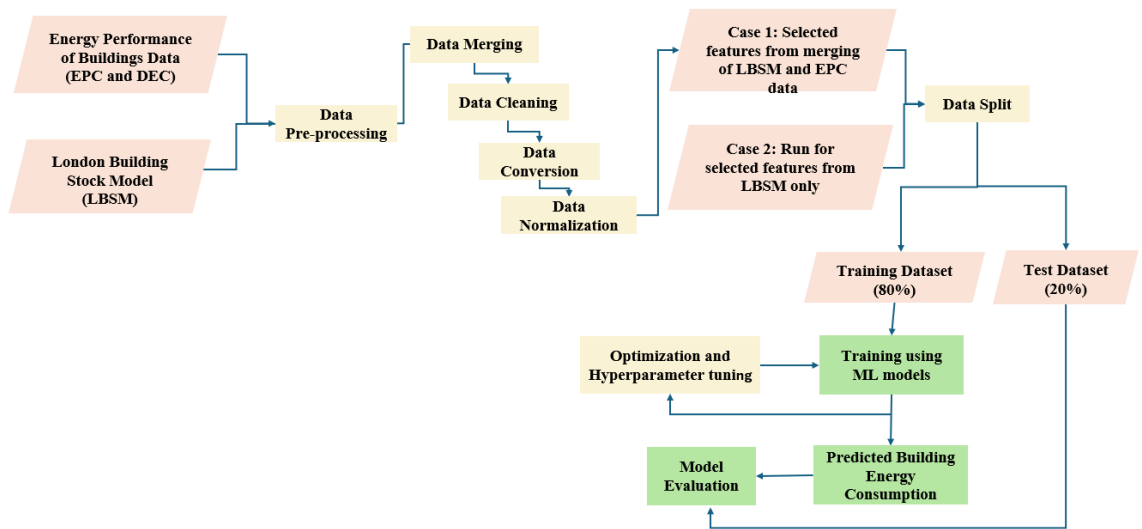 Energy Performance
of Buildings Data
(EPC and DEC)
London Building
Stock Model
(LBSM)
Data
Pre-processing
Data Merging
Data Cleaning
Data
Conversion
Data
Normalization
Case 1: Selected
features from merging
of LBSM and EPC
data
Case 2: Run for
selected features from
LBSM only
Data Split
Training Dataset
(80%)
Test Dataset
(20%)
Optimization and
Hyperparameter tuning
Training using
ML models
Predicted Building
Energy
Consumption
Model
Evaluation